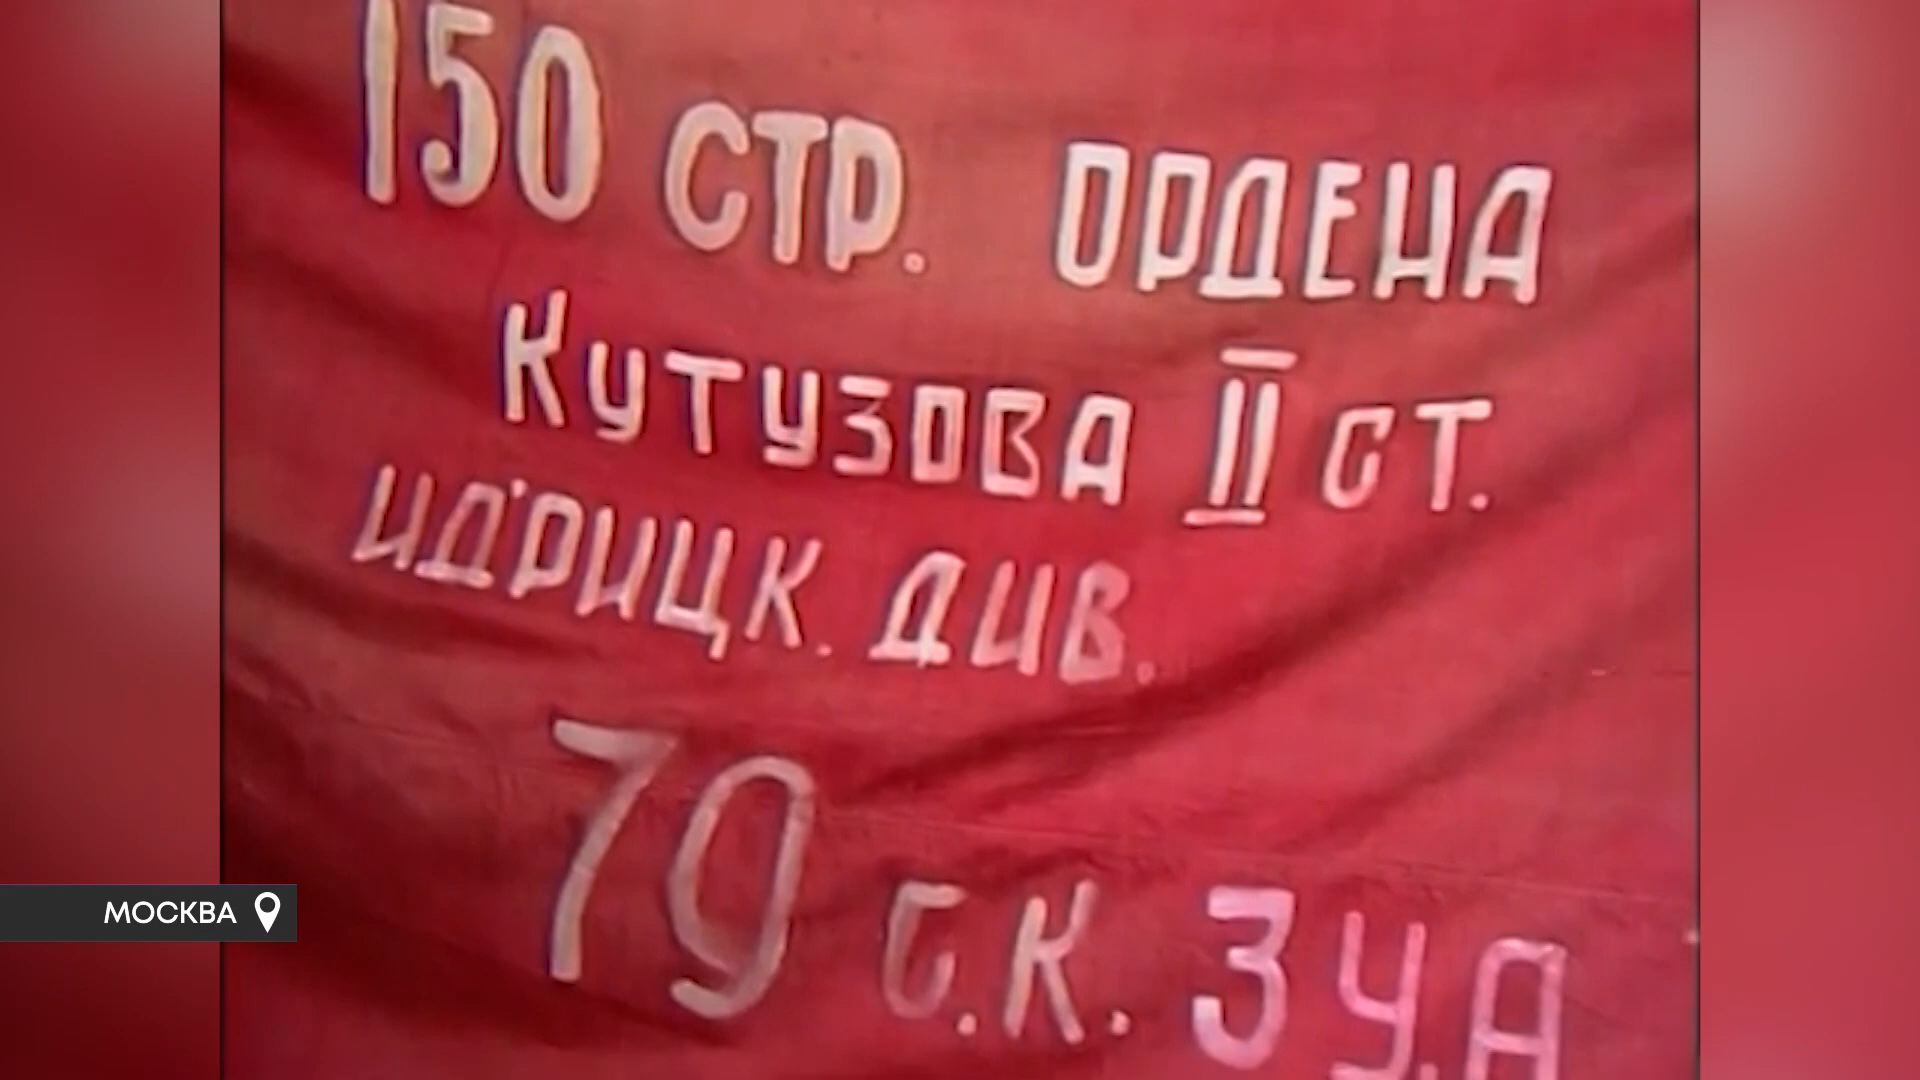 150 СТР. ОРДЕНА
КУТУЗОВА II СТ.
ИДРИЦК. ДИВ.
79 С.К. 3 У.А
МОСКВА